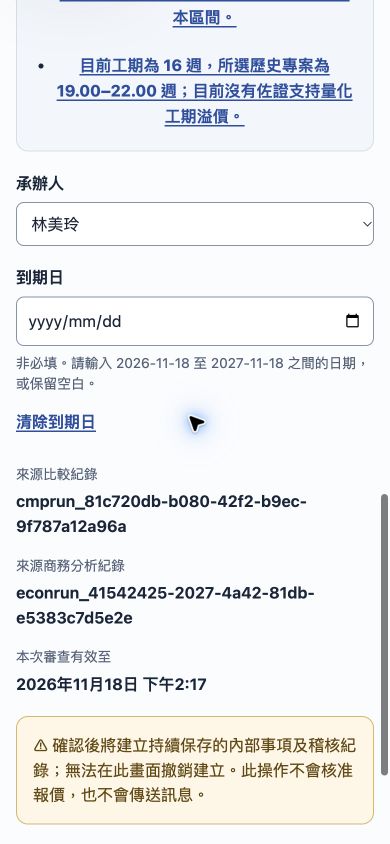 本區間。
• 目前工期為 16 週，所選歷史專案為
19.00–22.00 週；目前沒有佐證支持量化
工期溢價。
承辦人
林美玲
到期日
yyyy/mm/dd
非必填。請輸入 2026-11-18 至 2027-11-18 之間的日期，
或保留空白。
清除到期日
來源比較紀錄
cmprun_81c720db-b080-42f2-b9ec-
9f787a12a96a
來源商務分析紀錄
econrun_41542425-2027-4a42-81db-
e5383c7d5e2e
本次審查有效至
2026年11月18日 下午2:17
⚠ 確認後將建立持續保存的內部事項及稽核紀
錄；無法在此畫面撤銷建立。此操作不會核准
報價，也不會傳送訊息。